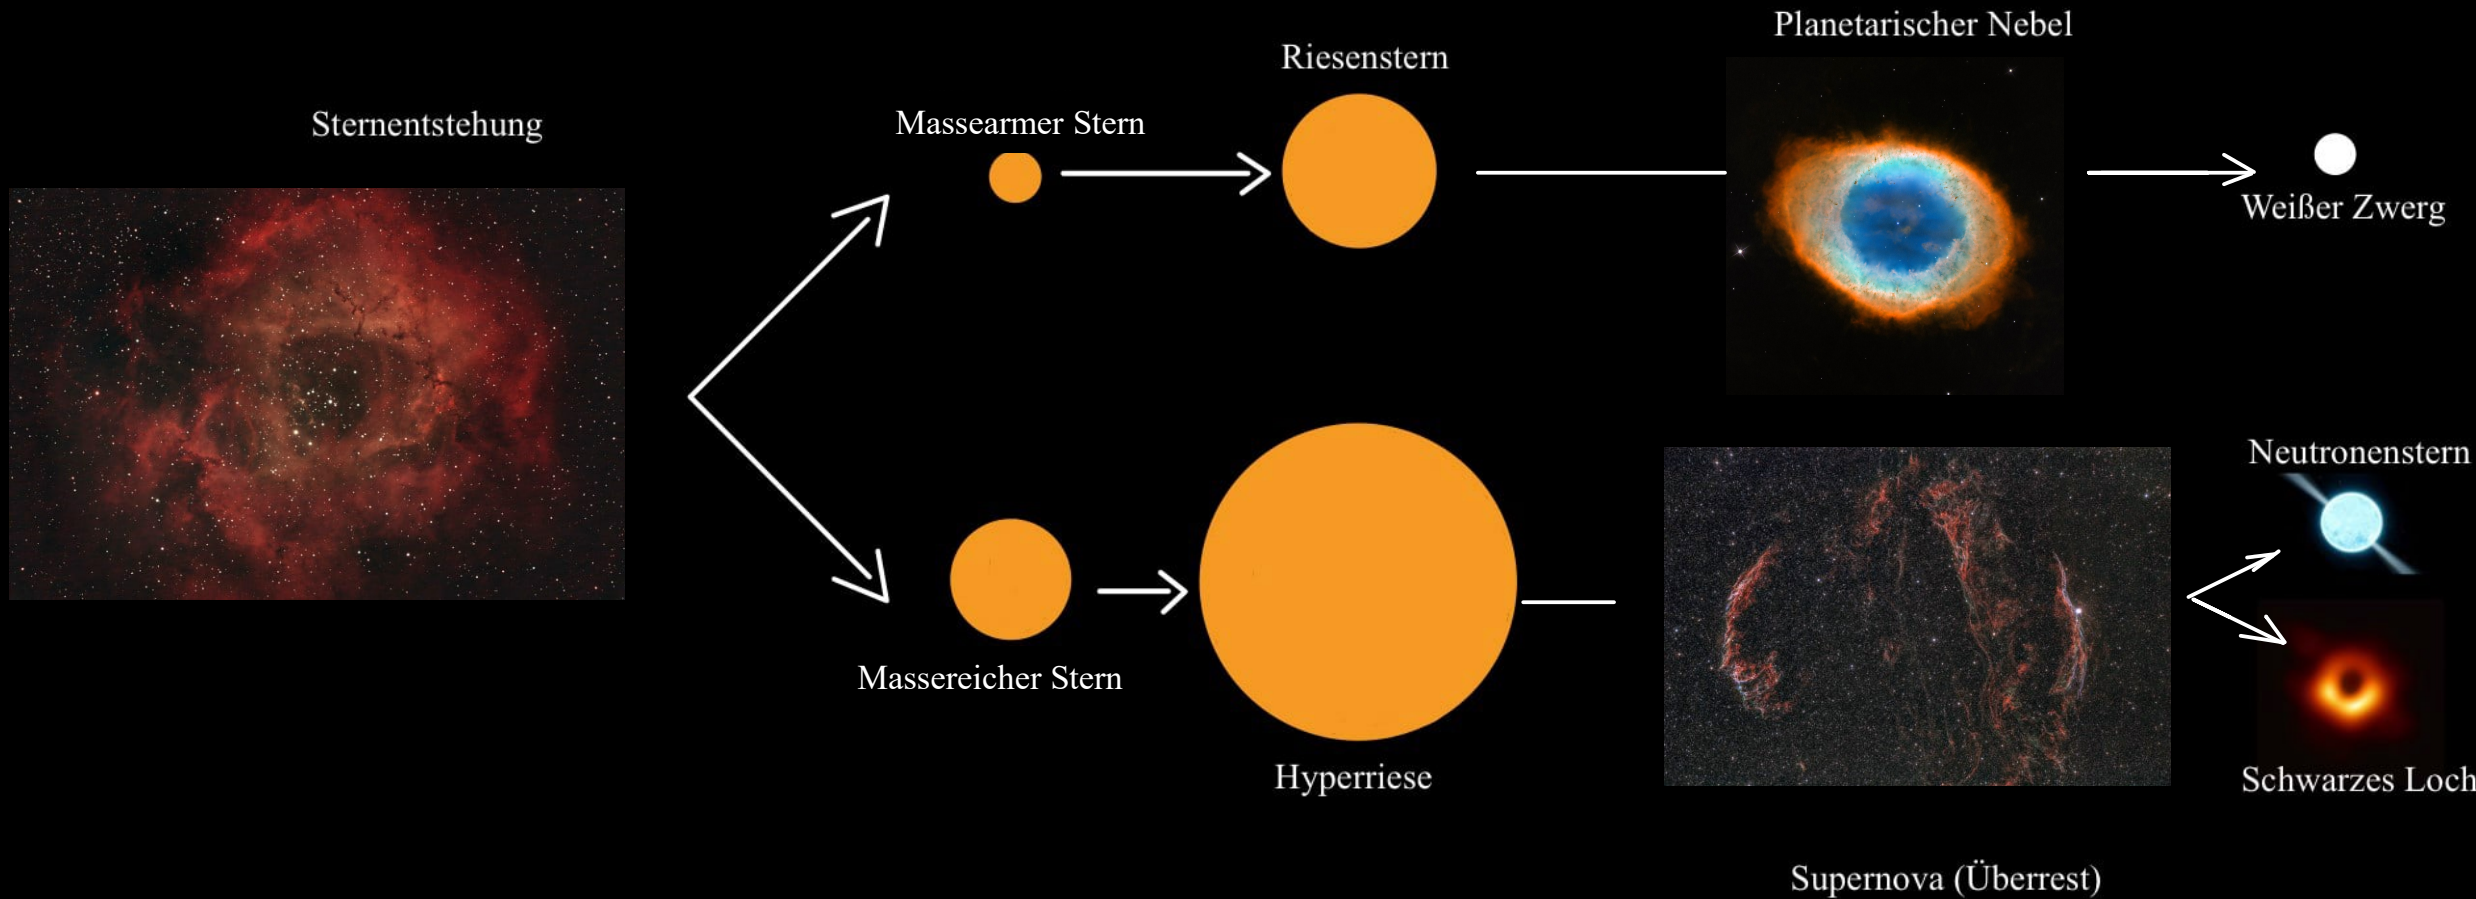 Sternentstehung
Massearmer Stern
Riesenstern
Planetarischer Nebel
Weißer Zwerg
Massereicher Stern
Hyperriese
Supernova (Überrest)
Neutronenstern
Schwarzes Loch